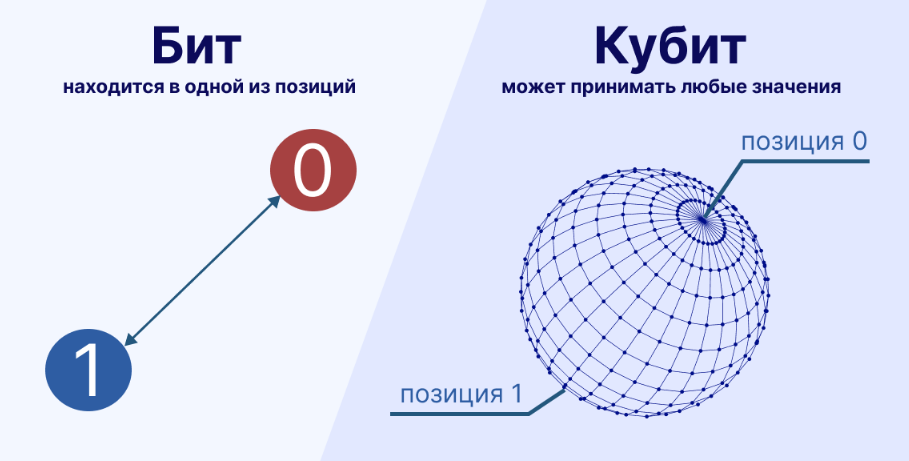 Бит
находится в одной из позиций
0
1
Кубит
может принимать любые значения
позиция 0
позиция 1